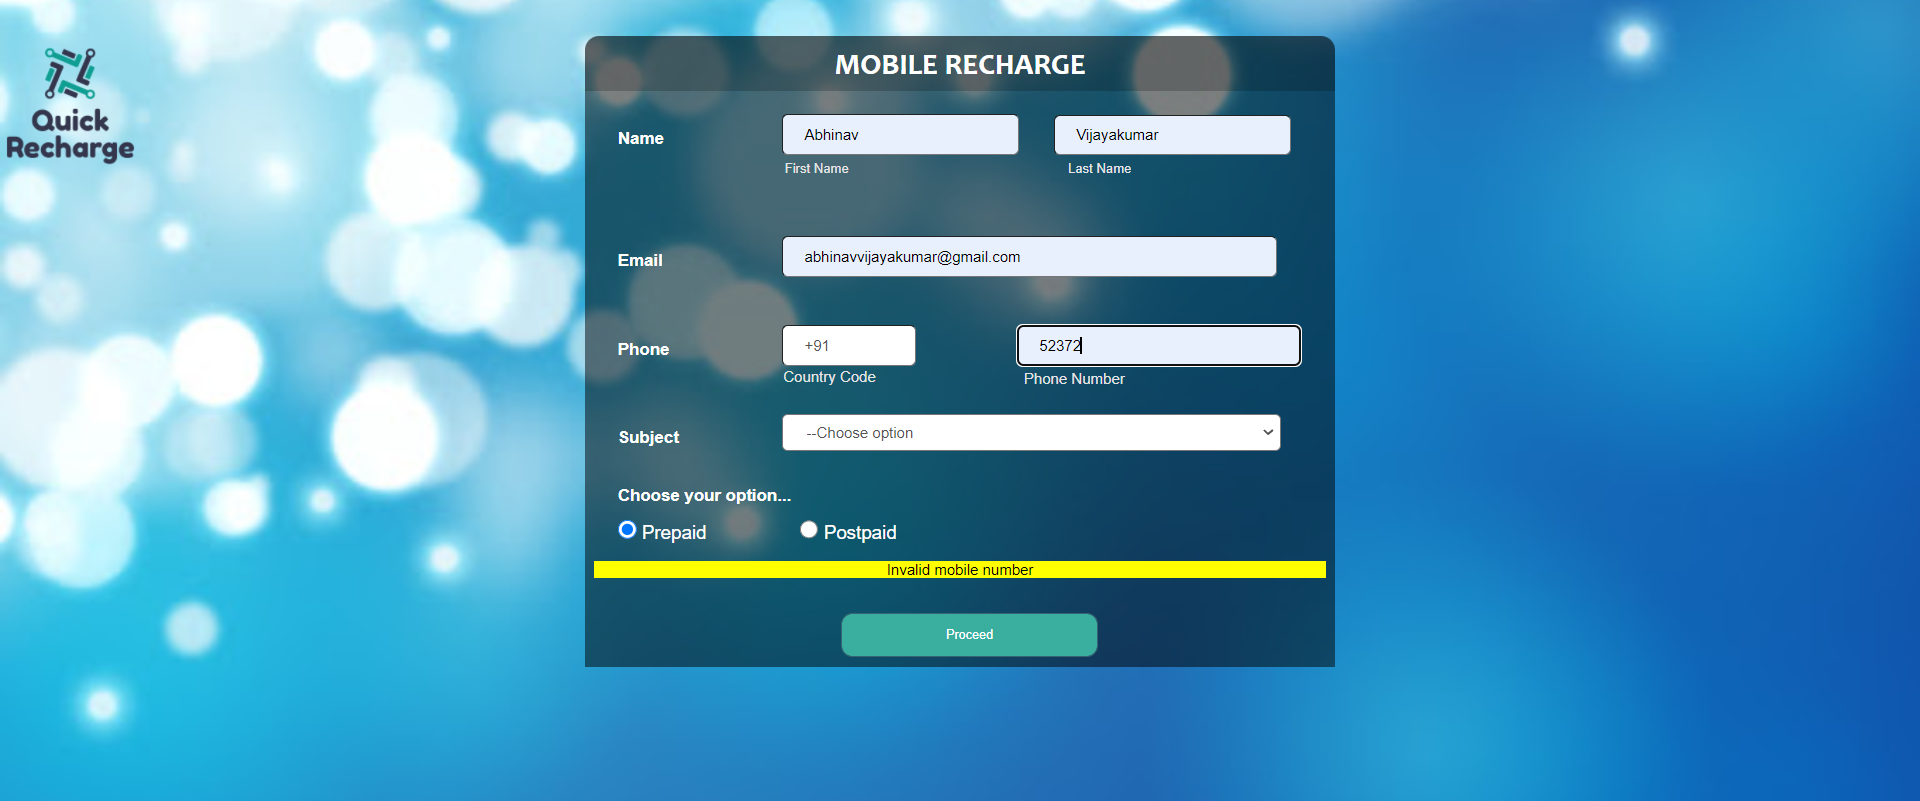 Quick
Recharge
MOBILE RECHARGE
Name
Abhinav
Vijayakumar
First Name
Last Name
Email
abhinavvijayakumar@gmail.com
Phone
+91
52372
Country Code
Phone Number
Subject
--Choose option
Choose your option...
Prepaid
Postpaid
Invalid mobile number
Proceed